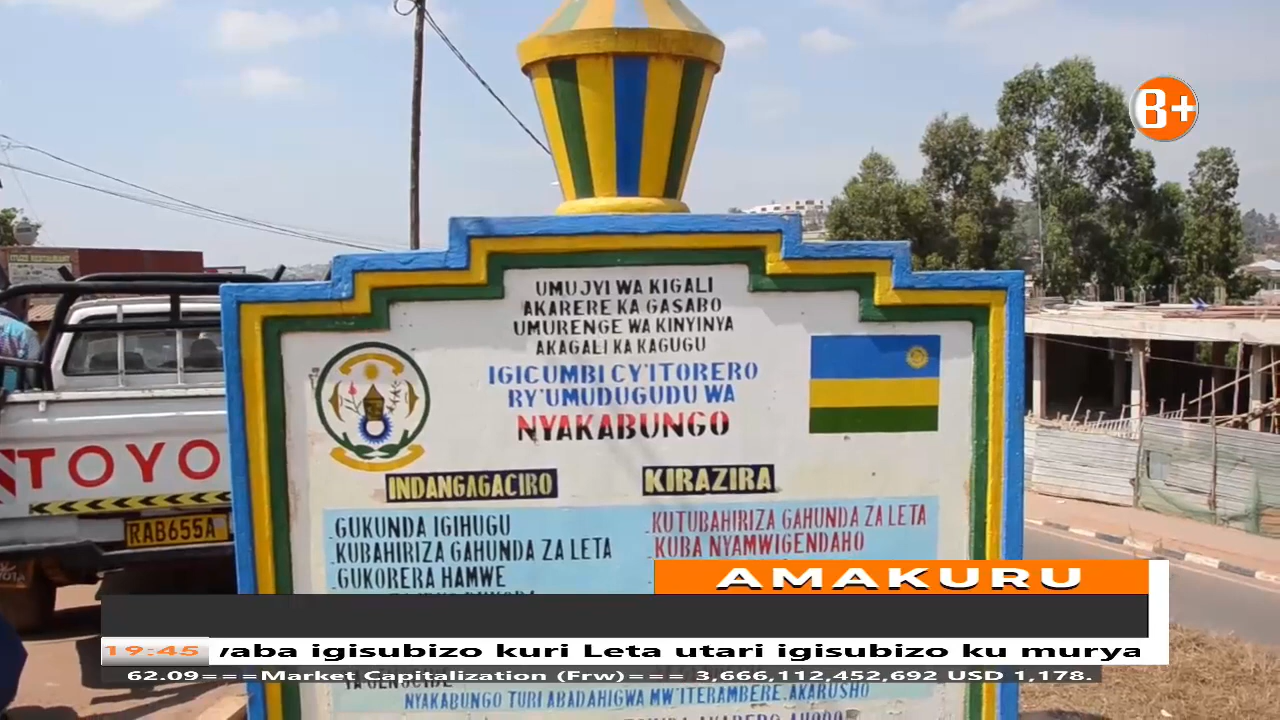 B+
UMUJYI WA KIGALI
AKARERE KA GASABO
UMURENGE WA KINYINYA
AKAGALI KA KAGUGU
IGICUMBI CY'ITORERO
RY'UMUDUGUDU WA
NYAKABUNGO
INDANGAGACIRO
KIRAZIRA
GUKUNDA IGIHUGU
KUBAHIRIZA GAHUNDA ZA LETA
GUKORERA HAMWE
KUTUBAHIRIZA GAHUNDA ZA LETA
KUBA NYAMWIGENDAHO
TOYO
RAB655A
AMAKURU
19:45 igisubizo kuri Leta utari igisubizo ku murya
62.09===Market Capitalization (Frw)=== 3,666,112,452,692 USD 1,178.
NYAKABUNGO TURI ABADAHIGWA MW'ITERAMBERE.AKARUSHO